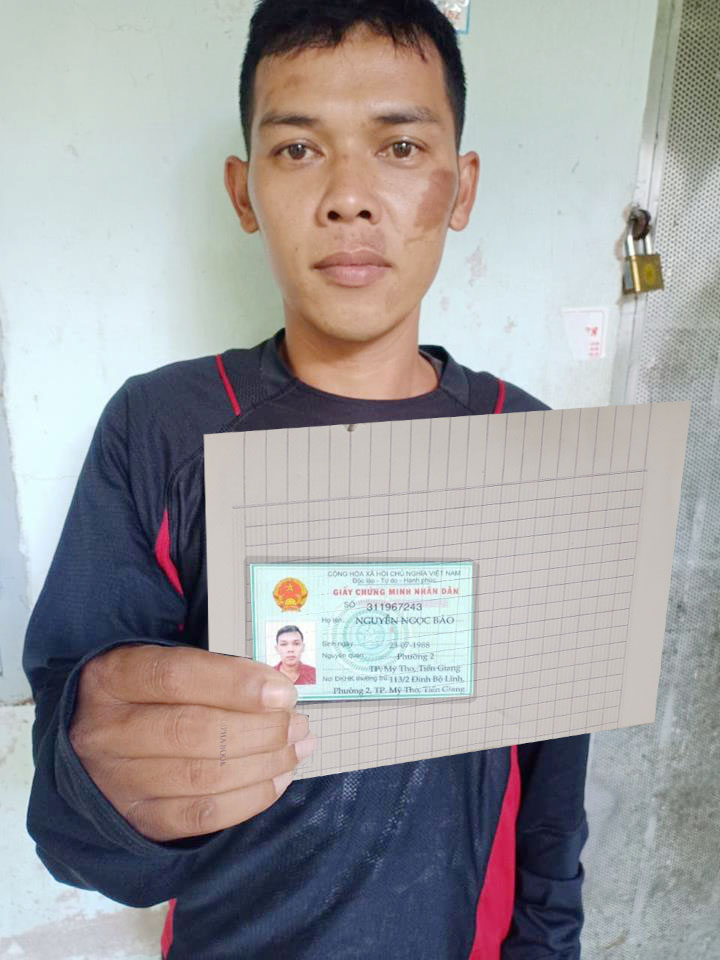 CỘNG HÒA XÃ HỘI CHỦ NGHĨA VIỆT NAM
Độc lập - Tự do - Hạnh phúc
GIẤY CHỨNG MINH NHÂN DÂN
SỐ 311967243
Họ tên: NGUYỄN NGỌC BẢO
Sinh ngày 23-07-1988
Nguyên quán Phường 2
TP. Mỹ Tho, Tiền Giang
Nơi ĐKHK thường trú 113/2 Đinh Bộ Lĩnh,
Phường 2, TP. Mỹ Tho, Tiền Giang